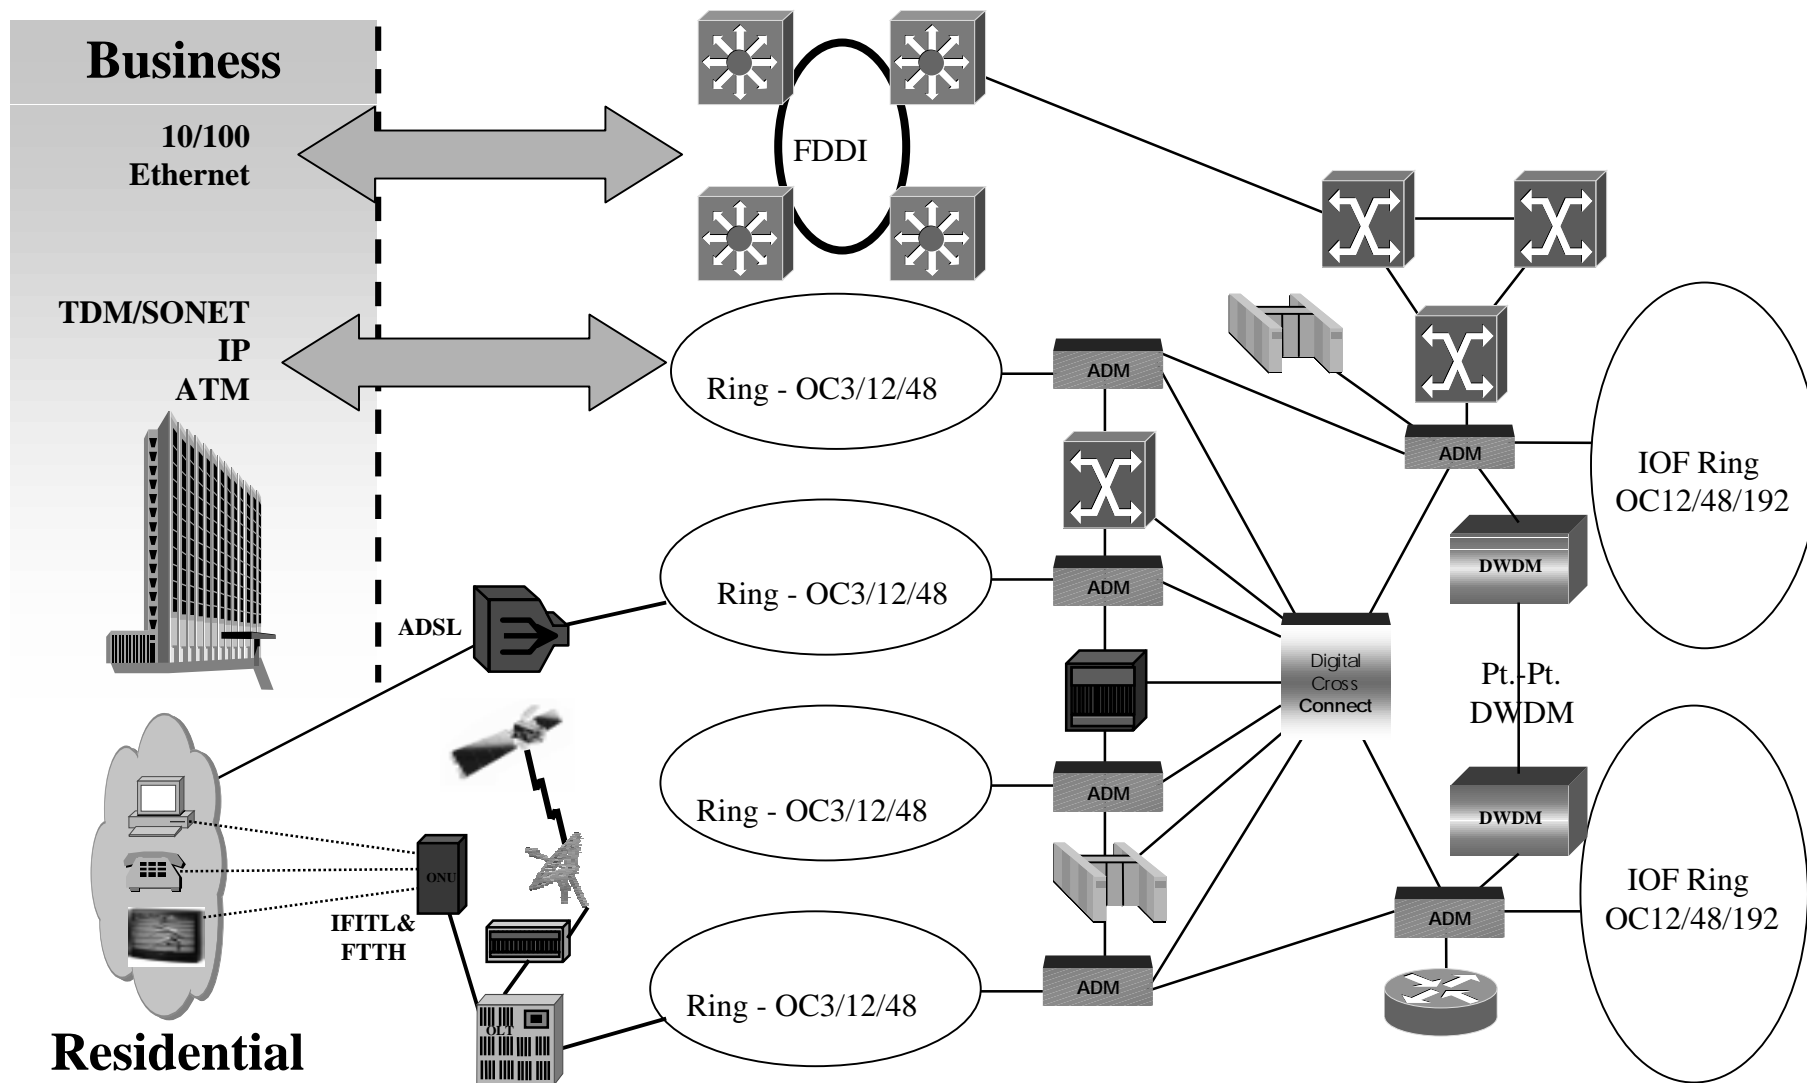 Business
10/100
Ethernet
FDDI
TDM/SONET
IP
ATM
Ring - OC3/12/48
ADM
ADM
IOF Ring
OC12/48/192
DWDM
Ring - OC3/12/48
ADM
ADSL
Digital
Cross
Connect
Pt.-Pt.
DWDM
Ring - OC3/12/48
ADM
DWDM
ONU
IFITL&
FTTH
IOF Ring
OC12/48/192
ADM
Ring - OC3/12/48
ADM
OLT
Residential